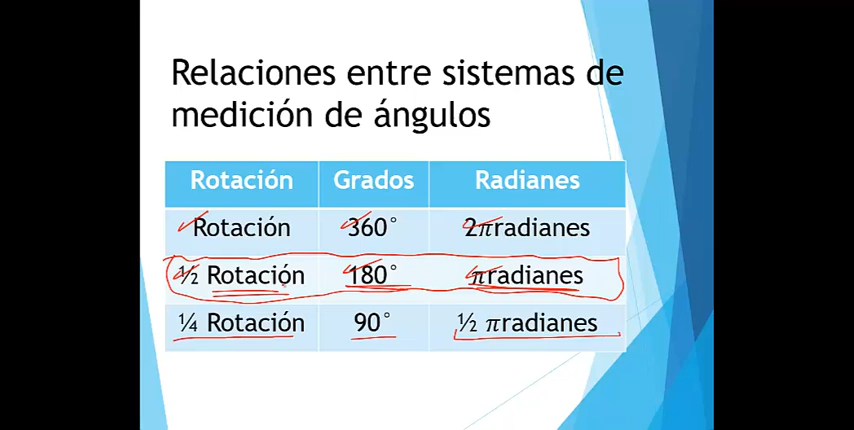 Relaciones entre sistemas de
medición de ángulos
Rotación Grados Radianes
Rotación 360° 2πradianes
½ Rotación 180° πradianes
¼ Rotación 90° ½ πradianes